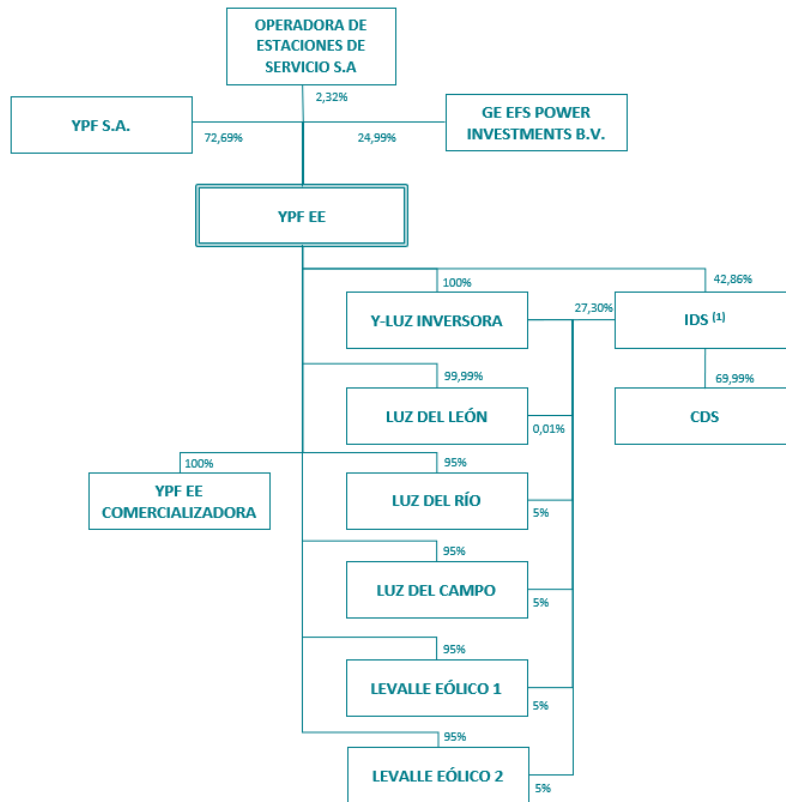 OPERADORA DE
ESTACIONES DE
SERVICIO S.A
2,32%
YPF S.A.
72,69%
24,99%
GE EFS POWER
INVESTMENTS B.V.
YPF EE
100%
42,86%
Y-LUZ INVERSORA
27,30%
IDS (1)
99,99%
69,99%
LUZ DEL LEÓN
0,01%
CDS
100%
YPF EE
COMERCIALIZADORA
95%
LUZ DEL RÍO
5%
95%
LUZ DEL CAMPO
5%
95%
LEVALLE EÓLICO 1
5%
95%
LEVALLE EÓLICO 2
5%